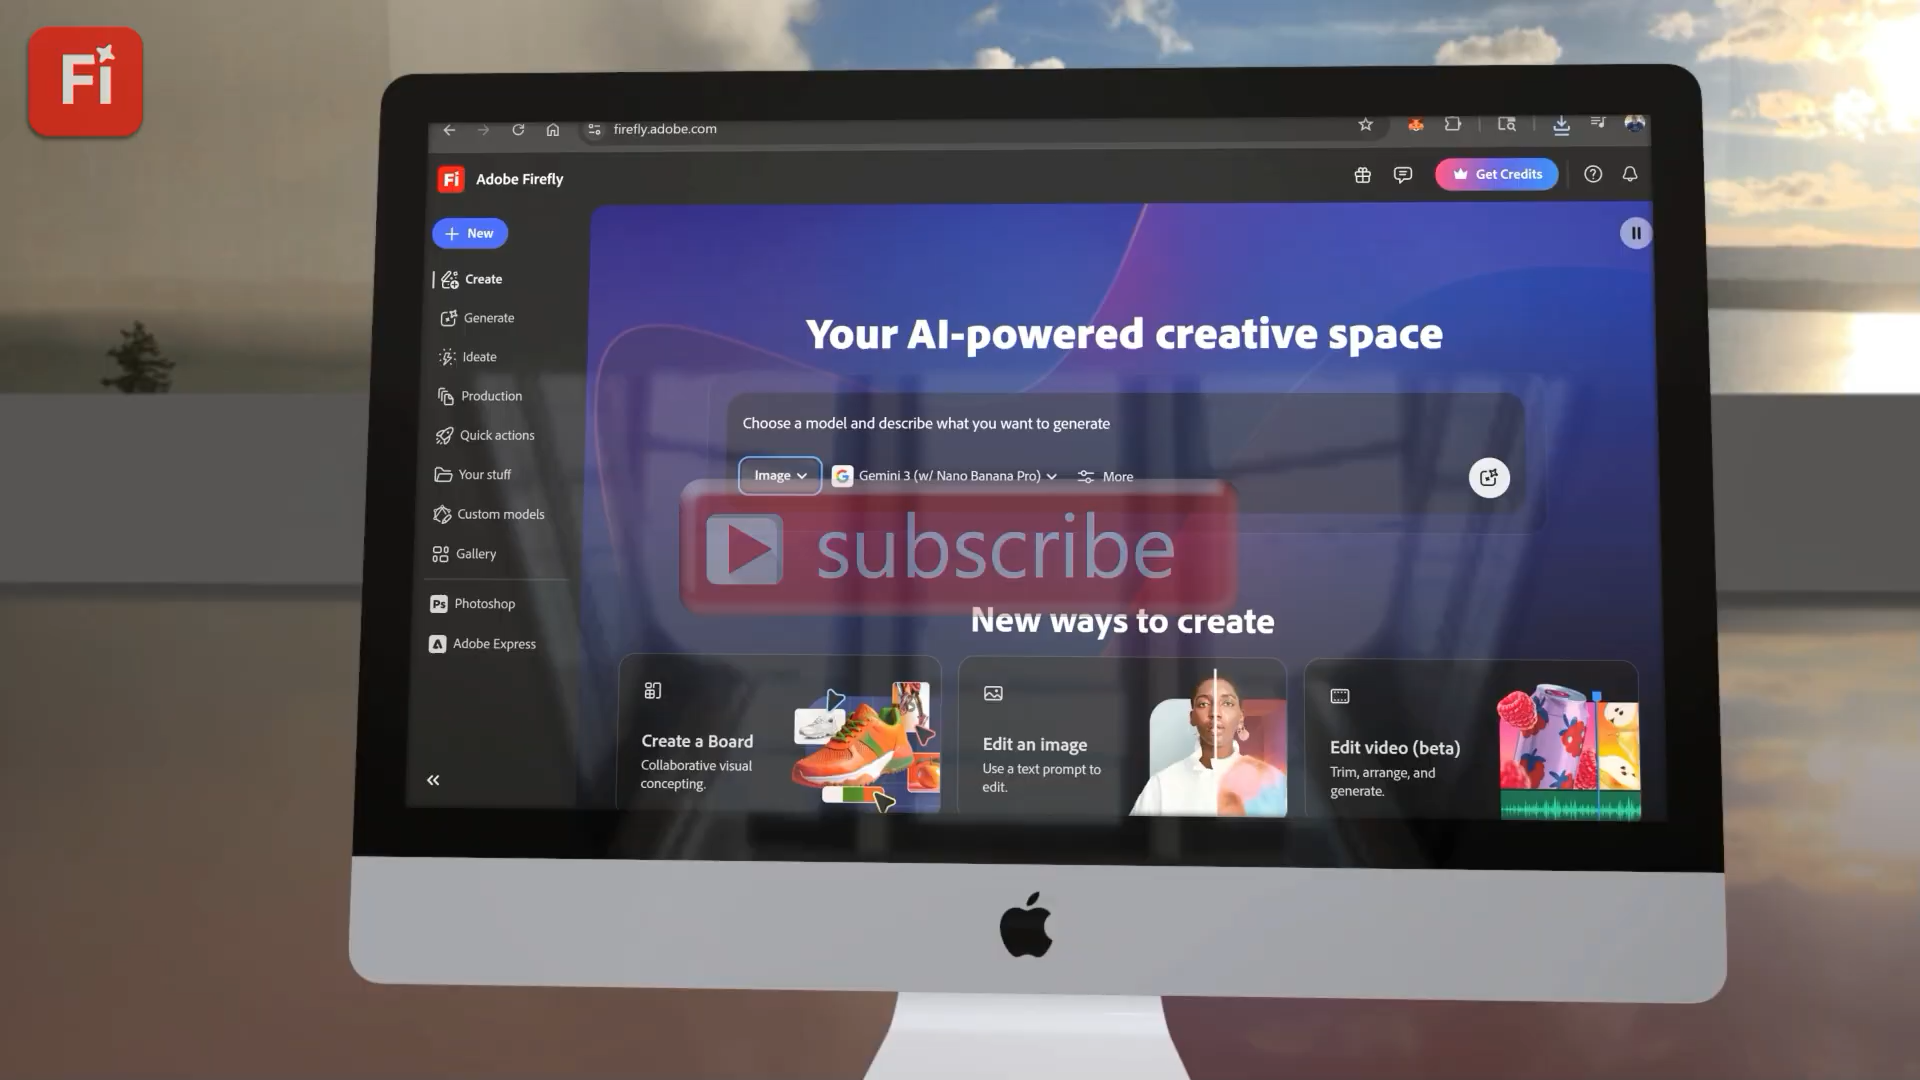 Fi
firefly.adobe.com
Fi Adobe Firefly
Get Credits
New
Create
Generate
Ideate
Production
Quick actions
Your stuff
Custom models
Gallery
Ps Photoshop
Adobe Express
Your AI-powered creative space
Choose a model and describe what you want to generate
Image
G Gemini 3 (w/ Nano Banana Pro)
More
subscribe
New ways to create
Create a Board
Collaborative visual
concepting.
Edit an image
Use a text prompt to
edit.
Edit video (beta)
Trim, arrange, and
generate.